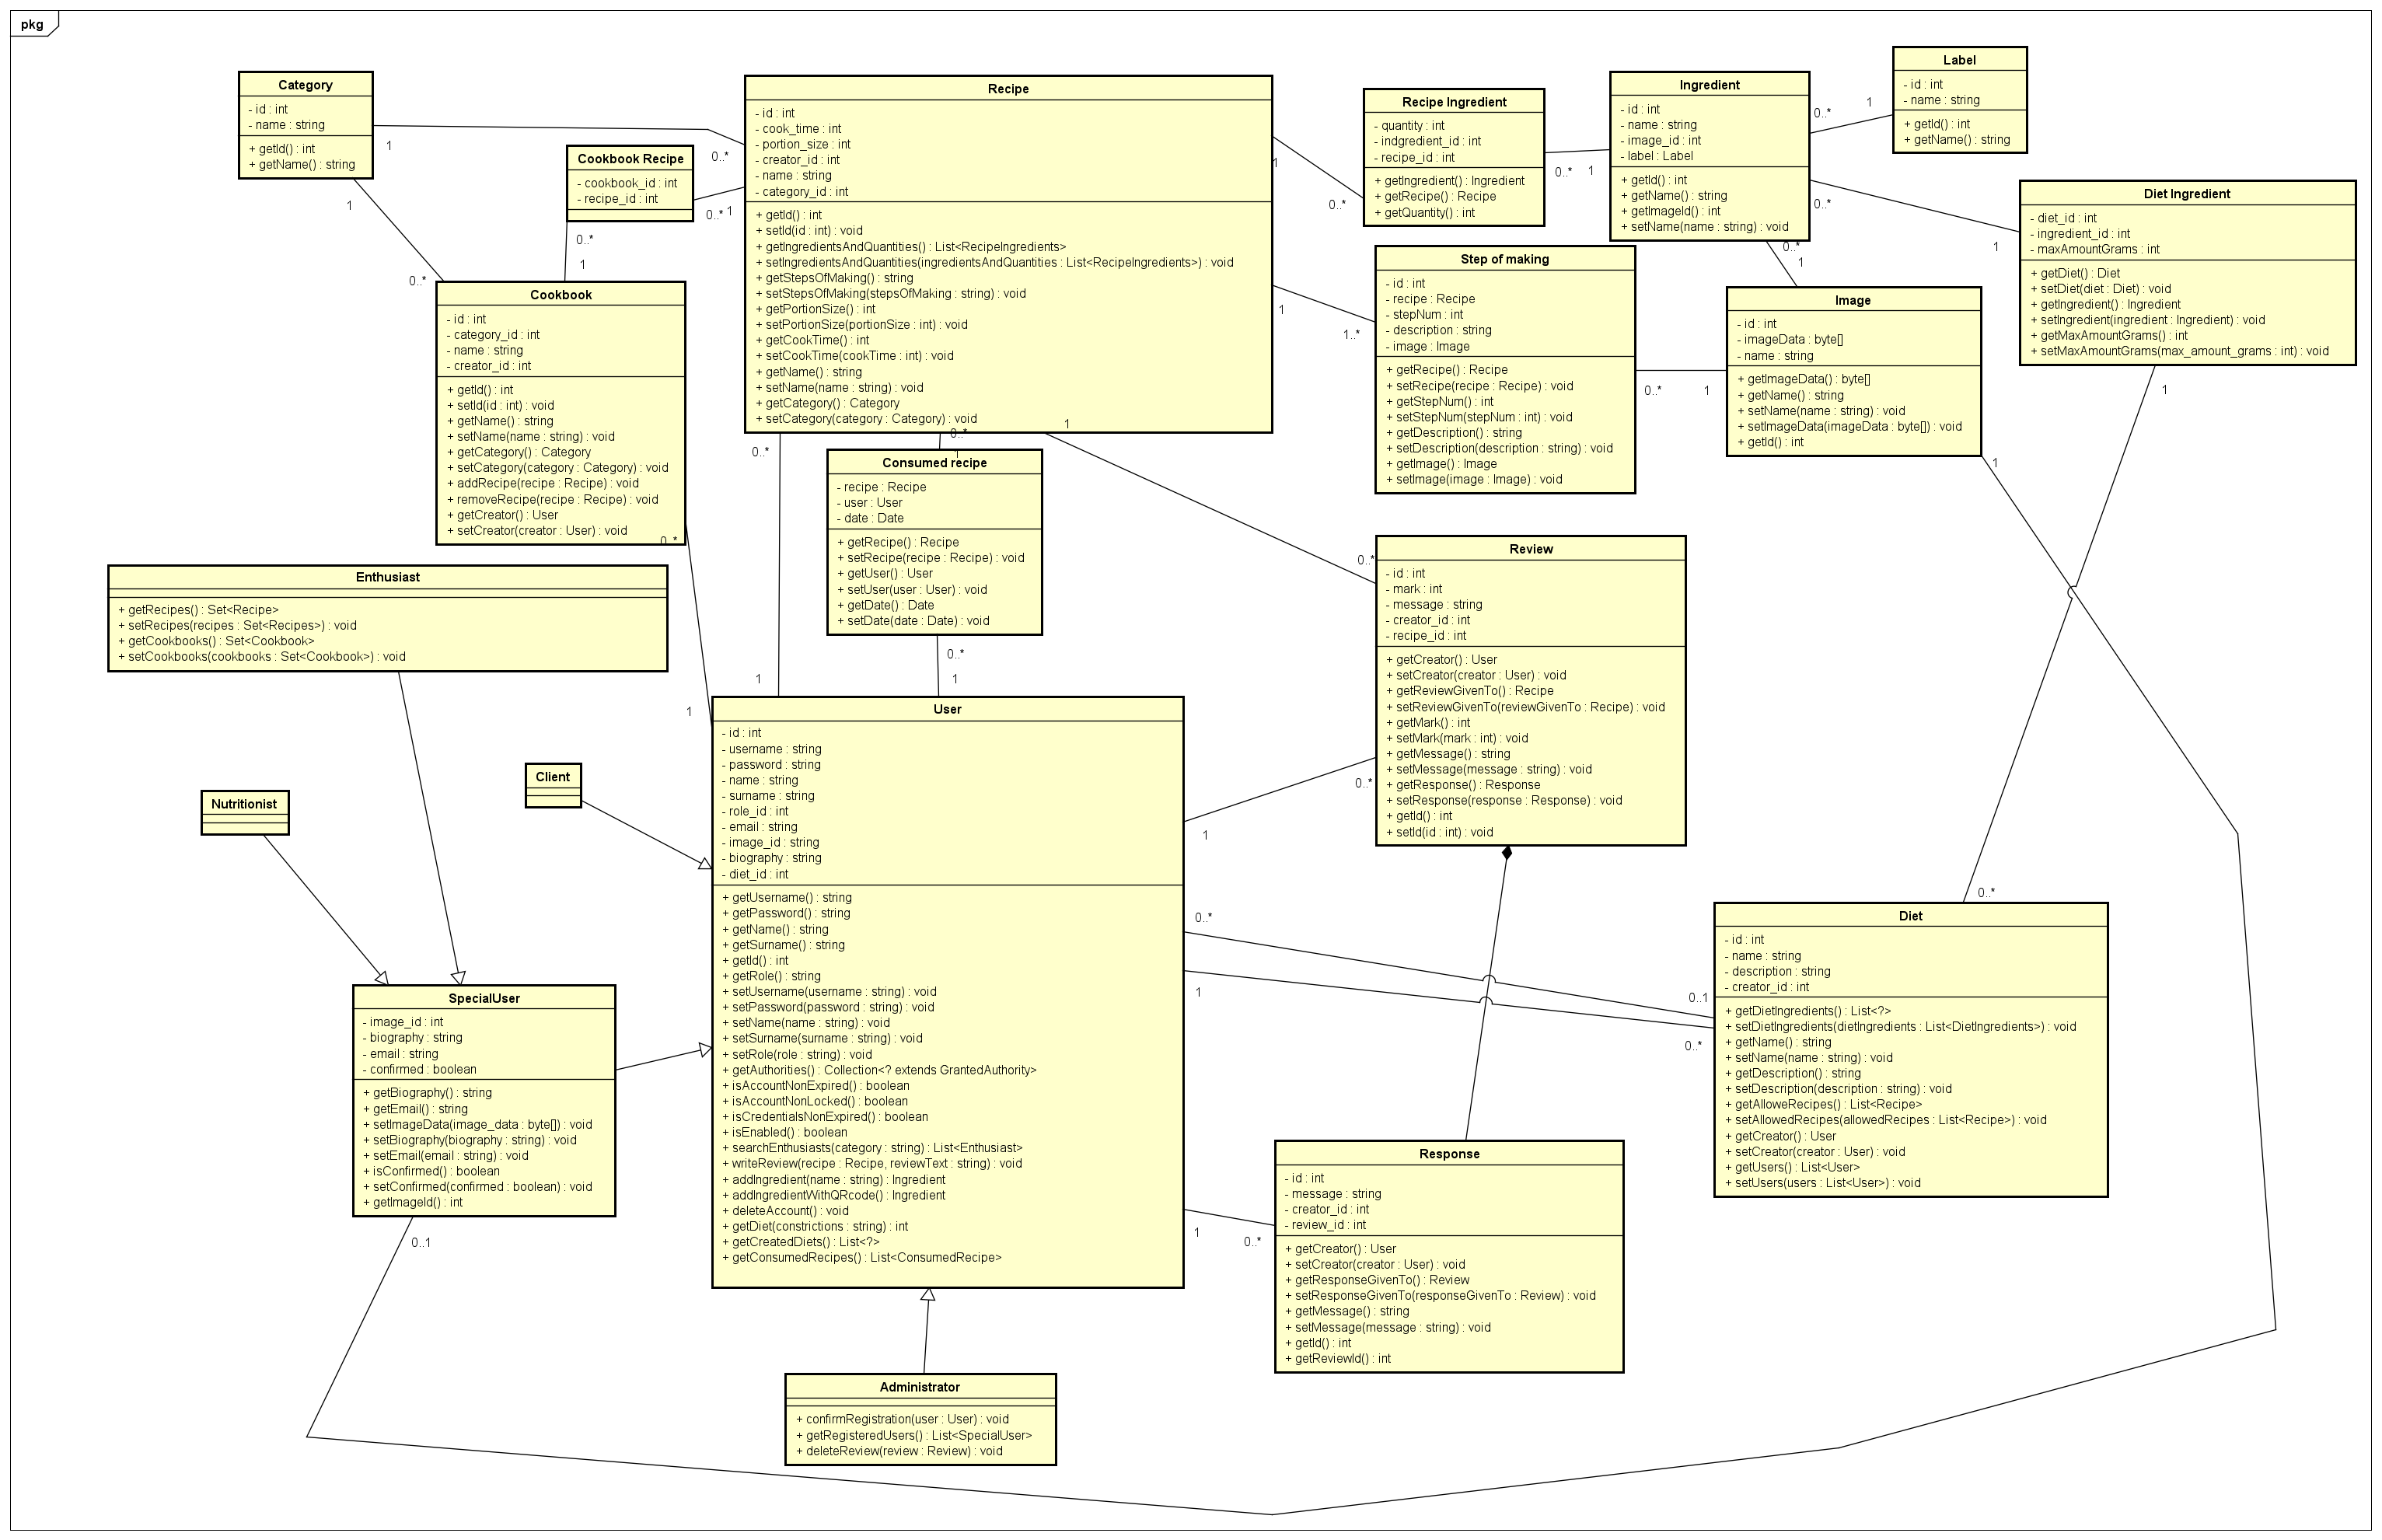 pkg
Category
- id : int
- name : string
+ getId() : int
+ getName() : string
1
0..*
1
0..*
Cookbook Recipe
- cookbook_id : int
- recipe_id : int
0..*
1
0..*
1
Recipe
- id : int
- cook_time : int
- portion_size : int
- creator_id : int
- name : string
- category_id : int
+ getId() : int
+ setId(id : int) : void
+ getIngredientsAndQuantities() : List<RecipeIngredients>
+ setIngredientsAndQuantities(ingredientsAndQuantities : List<RecipeIngredients>) : void
+ getStepsOfMaking() : string
+ setStepsOfMaking(stepsOfMaking : string) : void
+ getPortionSize() : int
+ setPortionSize(portionSize : int) : void
+ getCookTime() : int
+ setCookTime(cookTime : int) : void
+ getName() : string
+ setName(name : string) : void
+ getCategory() : Category
+ setCategory(category : Category) : void
1
0..*
1
1..*
0..*
0..*
1
1
Recipe Ingredient
- quantity : int
- indgredient_id : int
- recipe_id : int
+ getIngredient() : Ingredient
+ getRecipe() : Recipe
+ getQuantity() : int
0..*
1
Ingredient
- id : int
- name : string
- image_id : int
- label : Label
+ getId() : int
+ getName() : string
+ getImageId() : int
+ setName(name : string) : void
0..*
1
0..*
1
0..*
1
Label
- id : int
- name : string
+ getId() : int
+ getName() : string
Diet Ingredient
- diet_id : int
- ingredient_id : int
- maxAmountGrams : int
+ getDiet() : Diet
+ setDiet(diet : Diet) : void
+ getIngredient() : Ingredient
+ setIngredient(ingredient : Ingredient) : void
+ getMaxAmountGrams() : int
+ setMaxAmountGrams(max_amount_grams : int) : void
1
Step of making
- id : int
- recipe : Recipe
- stepNum : int
- description : string
- image : Image
+ getRecipe() : Recipe
+ setRecipe(recipe : Recipe) : void
+ getStepNum() : int
+ setStepNum(stepNum : int) : void
+ getDescription() : string
+ setDescription(description : string) : void
+ getImage() : Image
+ setImage(image : Image) : void
0..*
1
Image
- id : int
- imageData : byte[]
- name : string
+ getImageData() : byte[]
+ getName() : string
+ setName(name : string) : void
+ setImageData(imageData : byte[]) : void
+ getId() : int
1
Cookbook
- id : int
- category_id : int
- name : string
- creator_id : int
+ getId() : int
+ setId(id : int) : void
+ getName() : string
+ setName(name : string) : void
+ getCategory() : Category
+ setCategory(category : Category) : void
+ addRecipe(recipe : Recipe) : void
+ removeRecipe(recipe : Recipe) : void
+ getCreator() : User
+ setCreator(creator : User) : void
0..*
1
Consumed recipe
- recipe : Recipe
- user : User
- date : Date
+ getRecipe() : Recipe
+ setRecipe(recipe : Recipe) : void
+ getUser() : User
+ setUser(user : User) : void
+ getDate() : Date
+ setDate(date : Date) : void
0..*
1
1
Enthusiast
+ getRecipes() : Set<Recipe>
+ setRecipes(recipes : Set<Recipes>) : void
+ getCookbooks() : Set<Cookbook>
+ setCookbooks(cookbooks : Set<Cookbook>) : void
0..*
Review
- id : int
- mark : int
- message : string
- creator_id : int
- recipe_id : int
+ getCreator() : User
+ setCreator(creator : User) : void
+ getReviewGivenTo() : Recipe
+ setReviewGivenTo(reviewGivenTo : Recipe) : void
+ getMark() : int
+ setMark(mark : int) : void
+ getMessage() : string
+ setMessage(message : string) : void
+ getResponse() : Response
+ setResponse(response : Response) : void
+ getId() : int
+ setId(id : int) : void
0..*
1
Nutritionist
Client
User
- id : int
- username : string
- password : string
- name : string
- surname : string
- role_id : int
- email : string
- image_id : string
- biography : string
- diet_id : int
+ getUsername() : string
+ getPassword() : string
+ getName() : string
+ getSurname() : string
+ getId() : int
+ getRole() : string
+ setUsername(username : string) : void
+ setPassword(password : string) : void
+ setName(name : string) : void
+ setSurname(surname : string) : void
+ setRole(role : string) : void
+ getAuthorities() : Collection<? extends GrantedAuthority>
+ isAccountNonExpired() : boolean
+ isAccountNonLocked() : boolean
+ isCredentialsNonExpired() : boolean
+ isEnabled() : boolean
+ searchEnthusiasts(category : string) : List<Enthusiast>
+ writeReview(recipe : Recipe, reviewText : string) : void
+ addIngredient(name : string) : Ingredient
+ addIngredientWithQRcode() : Ingredient
+ deleteAccount() : void
+ getDiet(constrictions : string) : int
+ getCreatedDiets() : List<?>
+ getConsumedRecipes() : List<ConsumedRecipe>
0..*
0..1
1
0..*
1
0..*
0..*
Diet
- id : int
- name : string
- description : string
- creator_id : int
+ getDietIngredients() : List<?>
+ setDietIngredients(dietIngredients : List<DietIngredients>) : void
+ getName() : string
+ setName(name : string) : void
+ getDescription() : string
+ setDescription(description : string) : void
+ getAlloweRecipes() : List<Recipe>
+ setAllowedRecipes(allowedRecipes : List<Recipe>) : void
+ getCreator() : User
+ setCreator(creator : User) : void
+ getUsers() : List<User>
+ setUsers(users : List<User>) : void
SpecialUser
- image_id : int
- biography : string
- email : string
- confirmed : boolean
+ getBiography() : string
+ getEmail() : string
+ setImageData(image_data : byte[]) : void
+ setBiography(biography : string) : void
+ setEmail(email : string) : void
+ isConfirmed() : boolean
+ setConfirmed(confirmed : boolean) : void
+ getImageId() : int
0..1
Response
- id : int
- message : string
- creator_id : int
- review_id : int
+ getCreator() : User
+ setCreator(creator : User) : void
+ getResponseGivenTo() : Review
+ setResponseGivenTo(responseGivenTo : Review) : void
+ getMessage() : string
+ setMessage(message : string) : void
+ getId() : int
+ getReviewId() : int
Administrator
+ confirmRegistration(user : User) : void
+ getRegisteredUsers() : List<SpecialUser>
+ deleteReview(review : Review) : void